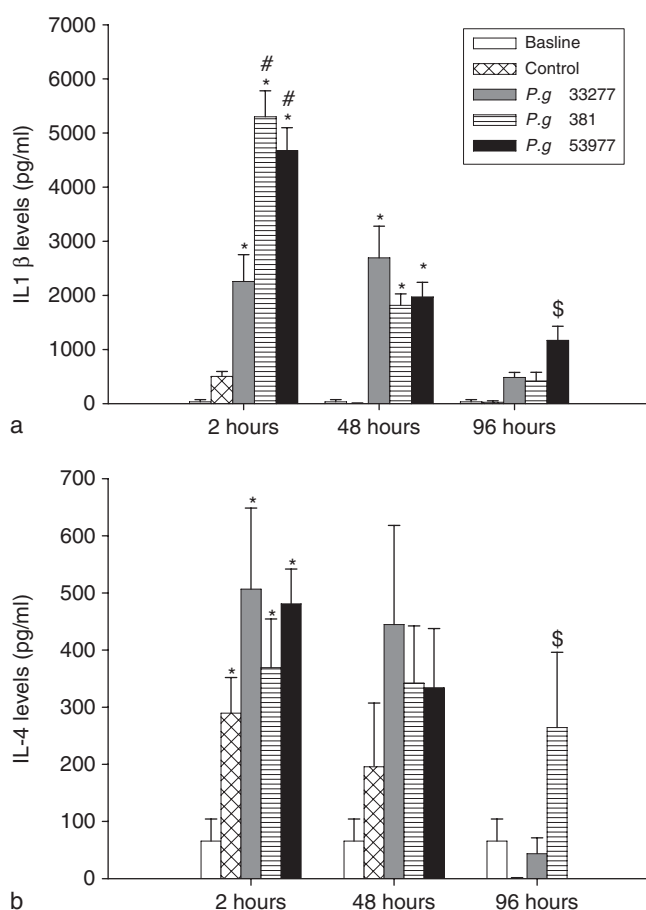 Basline
Control
P.g 33277
P.g 381
P.g 53977
7000
6000
5000
4000
3000
2000
1000
0
IL1 β levels (pg/ml)
# #
* * * * * *
$
2 hours 48 hours 96 hours
a
700
600
500
400
300
200
100
0
IL-4 levels (pg/ml)
* * * *
$
2 hours 48 hours 96 hours
b